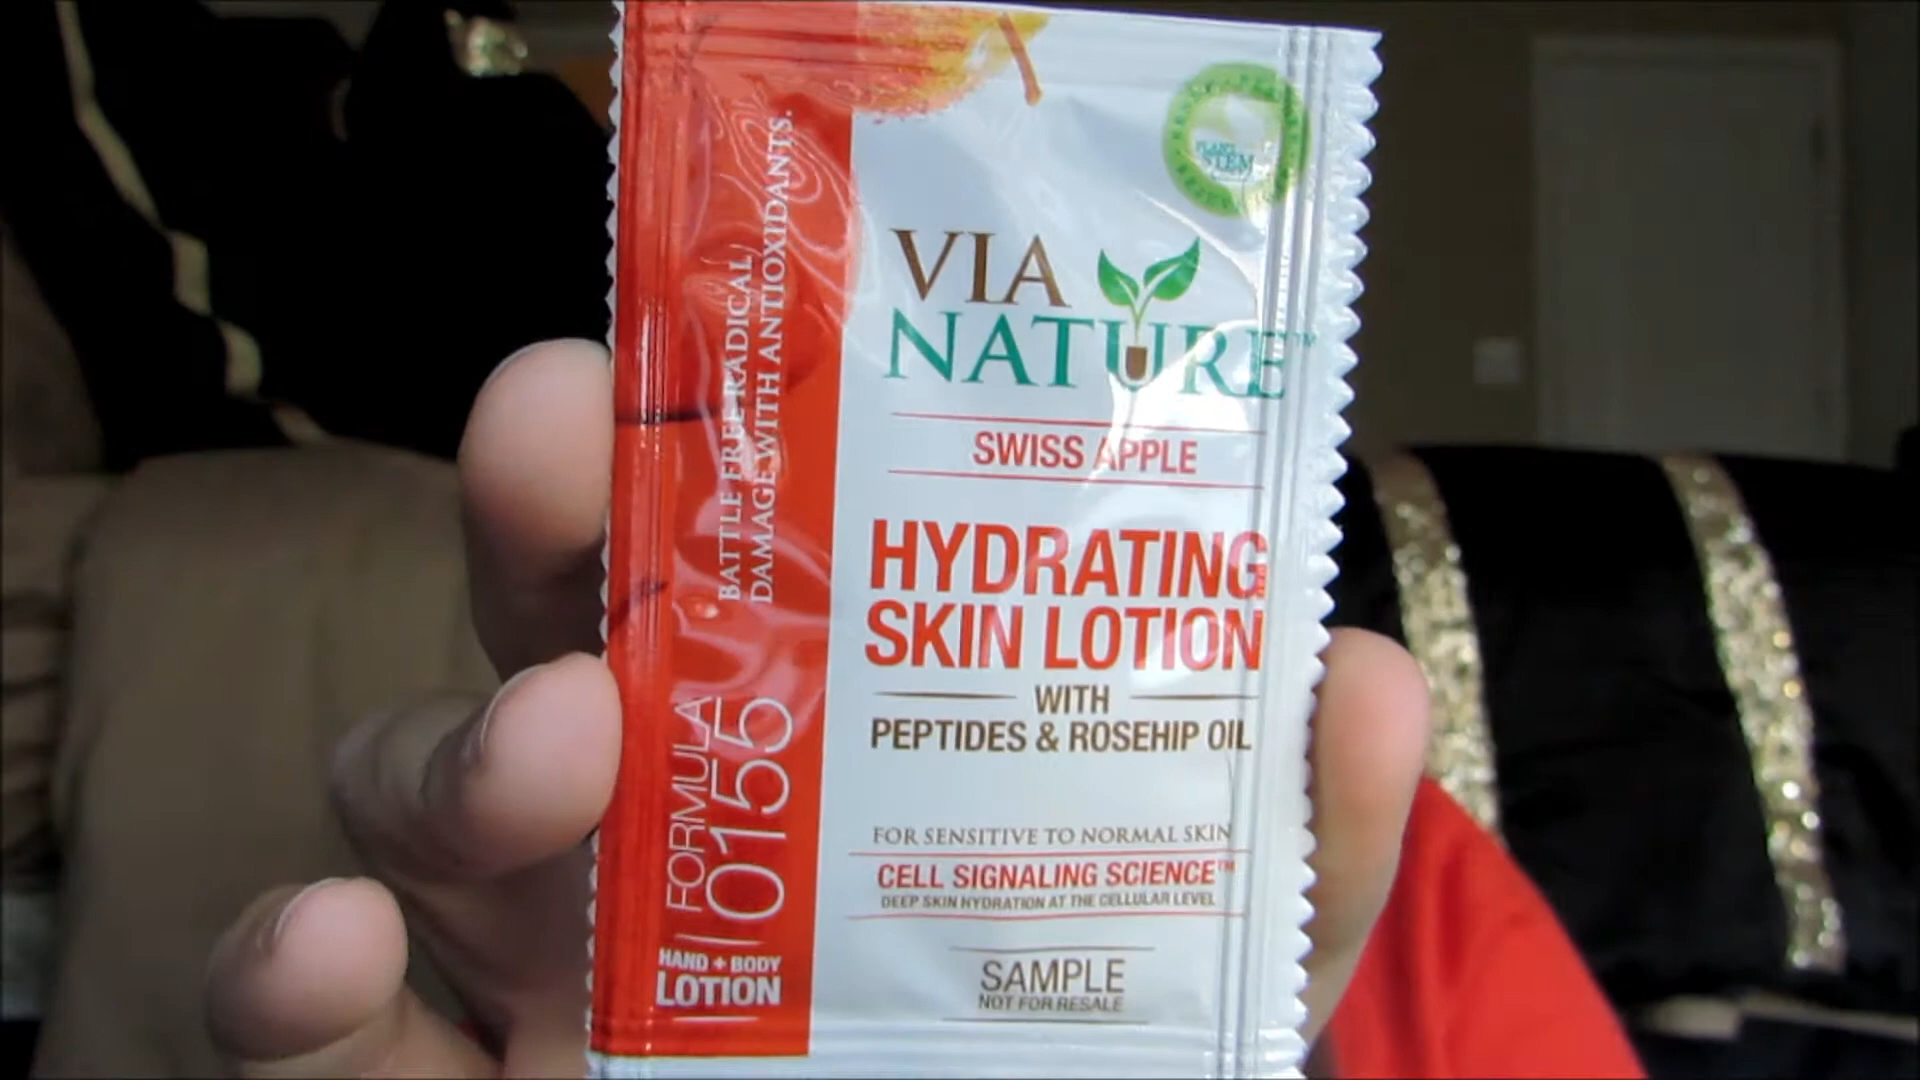 BATTLE FREE RADICAL
DAMAGE WITH ANTIOXIDANTS.
FORMULA
0155
HAND + BODY
LOTION
PLANT
STEM
VIA
NATURE™
SWISS APPLE
HYDRATING
SKIN LOTION
WITH
PEPTIDES & ROSEHIP OIL
FOR SENSITIVE TO NORMAL SKIN
CELL SIGNALING SCIENCE™
DEEP SKIN HYDRATION AT THE CELLULAR LEVEL
SAMPLE
NOT FOR RESALE